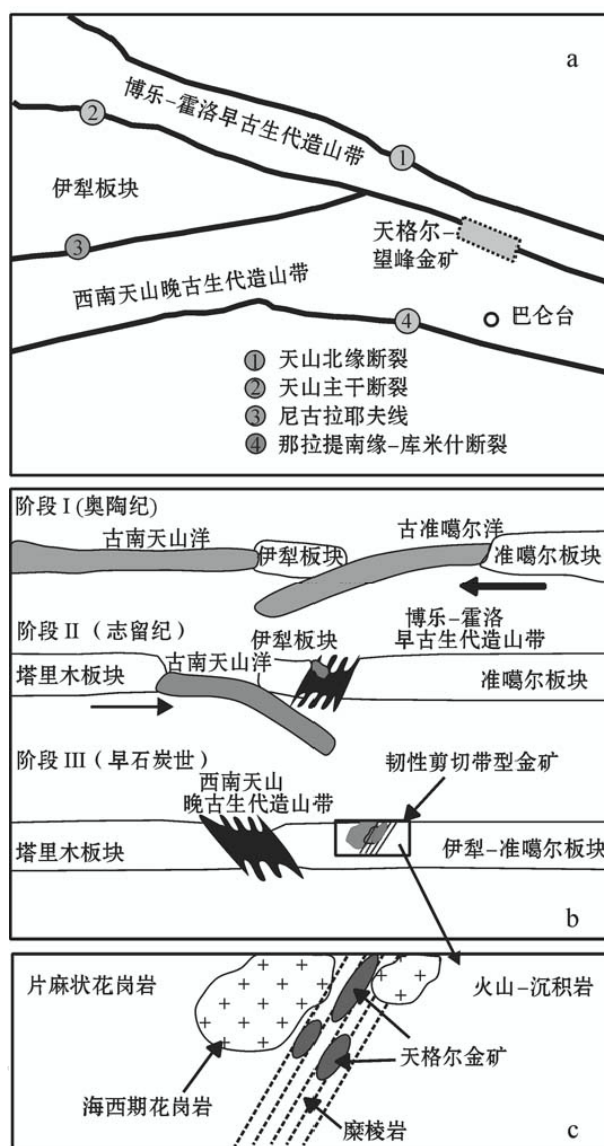 a
博乐-霍洛早古生代造山带
②
①
伊犁板块
天格尔-
望峰金矿
③
西南天山晚古生代造山带
④
巴仑台
① 天山北缘断裂
② 天山主干断裂
③ 尼古拉耶夫线
④ 那拉提南缘-库米什断裂
阶段 I (奥陶纪)
古南天山洋
古准噶尔洋
伊犁板块
准噶尔板块
阶段 II (志留纪)
博乐-霍洛
早古生代造山带
伊犁板块
古南天山洋
塔里木板块
准噶尔板块
阶段 III (早石炭世)
韧性剪切带型金矿
西南天山
晚古生代造山带
塔里木板块
伊犁-准噶尔板块
b
片麻状花岗岩
火山-沉积岩
天格尔金矿
海西期花岗岩
糜棱岩
c